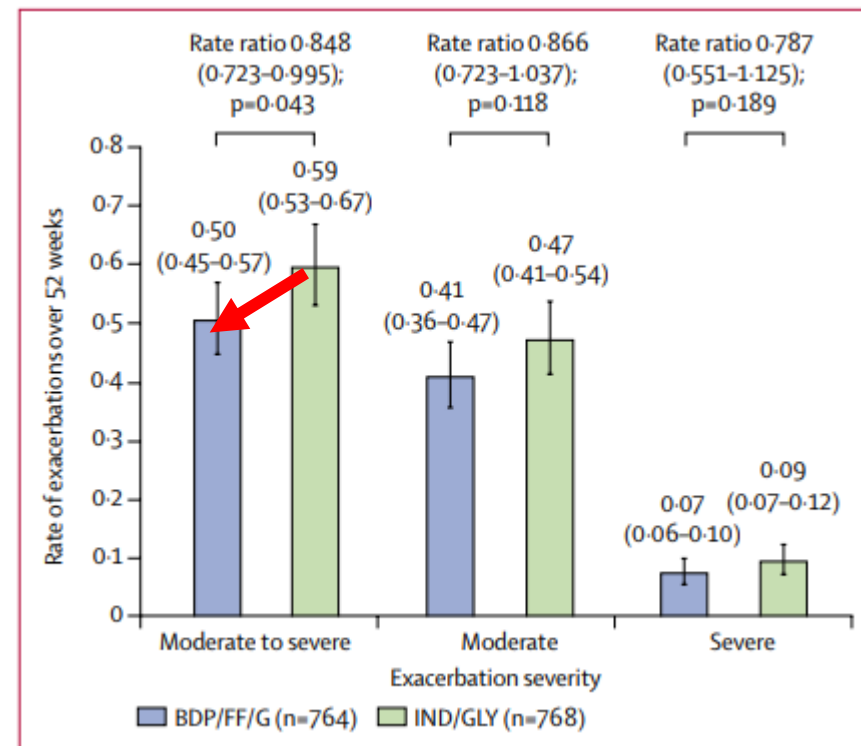 Rate ratio 0·848
(0·723–0·995);
p=0·043
Rate ratio 0·866
(0·723–1·037);
p=0·118
Rate ratio 0·787
(0·551–1·125);
p=0·189
Rate of exacerbations over 52 weeks
0·8
0·7
0·6
0·5
0·4
0·3
0·2
0·1
0
0·50
(0·45–0·57)
0·59
(0·53–0·67)
0·41
(0·36–0·47)
0·47
(0·41–0·54)
0·07
(0·06–0·10)
0·09
(0·07–0·12)
Moderate to severe
Moderate
Severe
Exacerbation severity
BDP/FF/G (n=764) IND/GLY (n=768)